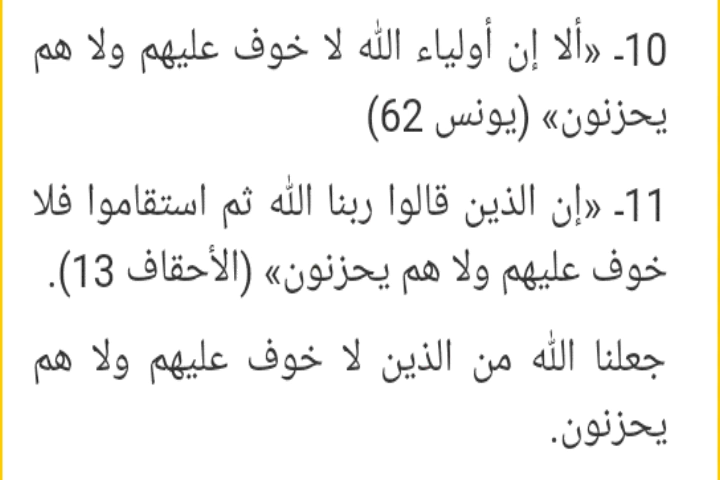 10- «ألا إن أولياء الله لا خوف عليهم ولا هم
يحزنون» (يونس 62)
11- «إن الذين قالوا ربنا الله ثم استقاموا فلا
خوف عليهم ولا هم يحزنون» (الأحقاف 13).
جعلنا الله من الذين لا خوف عليهم ولا هم
يحزنون.